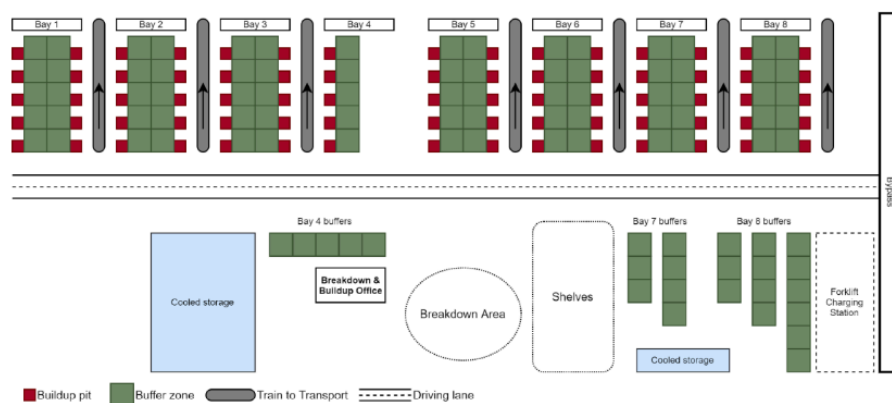 Bay 1
Bay 2
Bay 3
Bay 4
Bay 5
Bay 6
Bay 7
Bay 8
Bypass
Bay 4 buffers
Bay 7 buffers
Bay 8 buffers
Cooled storage
Breakdown &
Buildup Office
Breakdown Area
Shelves
Forklift
Charging
Station
Cooled storage
Buildup pit
Buffer zone
Train to Transport
Driving lane